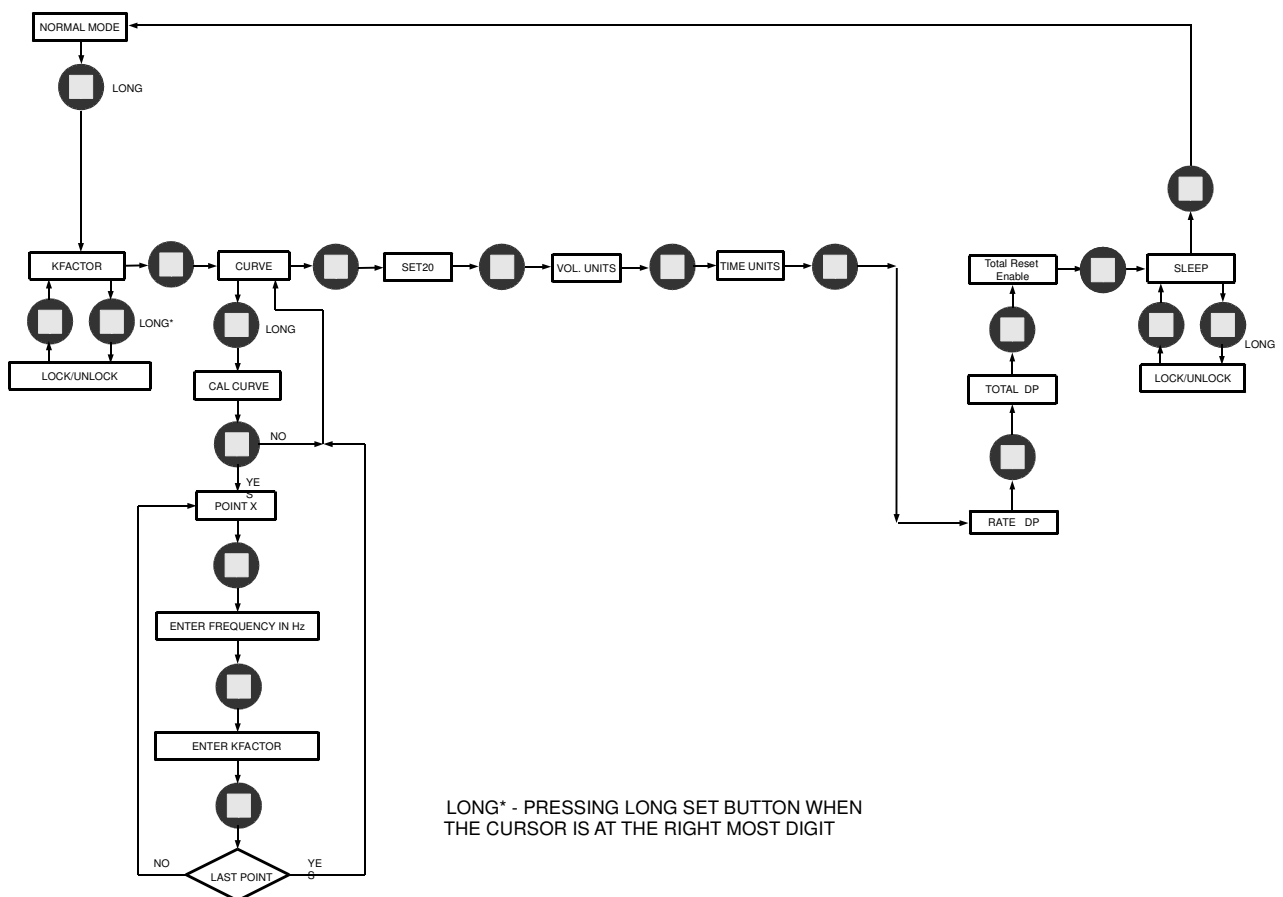 NORMAL MODE
LONG
KFACTOR
CURVE
SET20
VOL. UNITS
TIME UNITS
Total Reset
Enable
SLEEP
LONG*
LONG
LONG
LOCK/UNLOCK
CAL CURVE
TOTAL DP
LOCK/UNLOCK
NO
YE
S
POINT X
RATE DP
ENTER FREQUENCY IN Hz
ENTER KFACTOR
LONG* - PRESSING LONG SET BUTTON WHEN
THE CURSOR IS AT THE RIGHT MOST DIGIT
NO
YE
S
LAST POINT